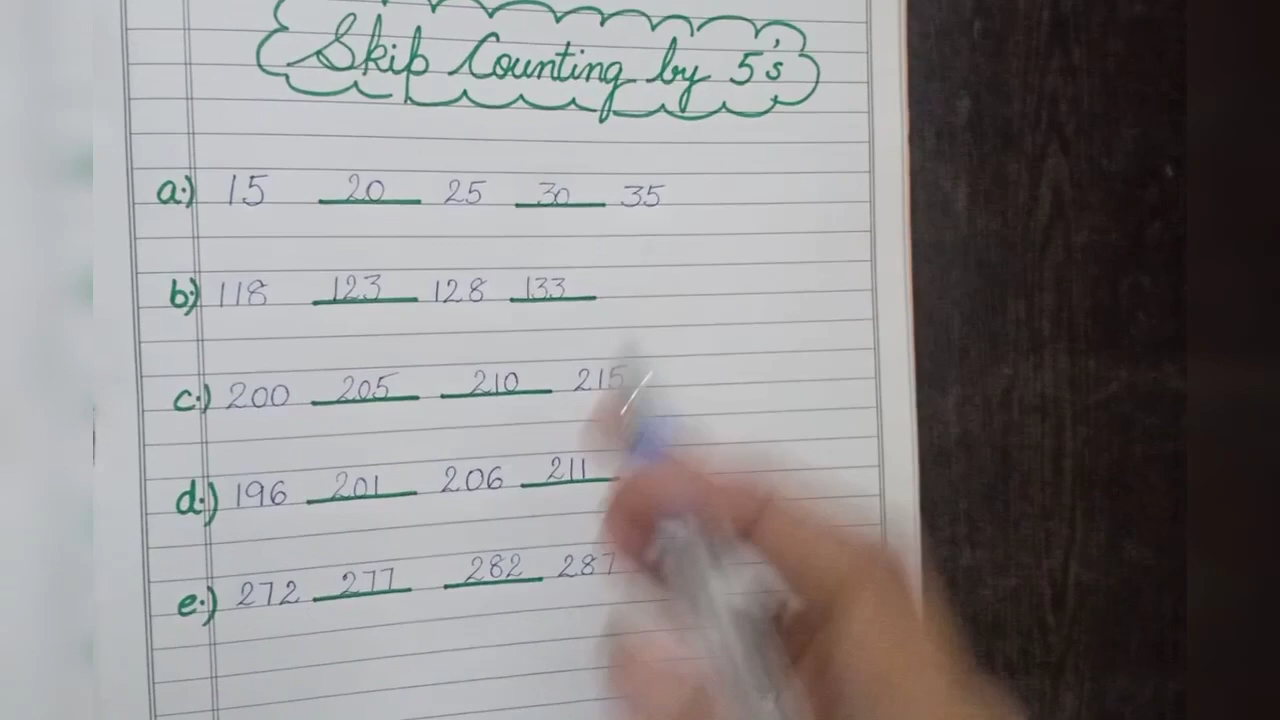 Skip Counting by 5's
a.) 15 20 25 30 35
b.) 118 123 128 133
c.) 200 205 210 215
d.) 196 201 206 211
e.) 272 277 282 287